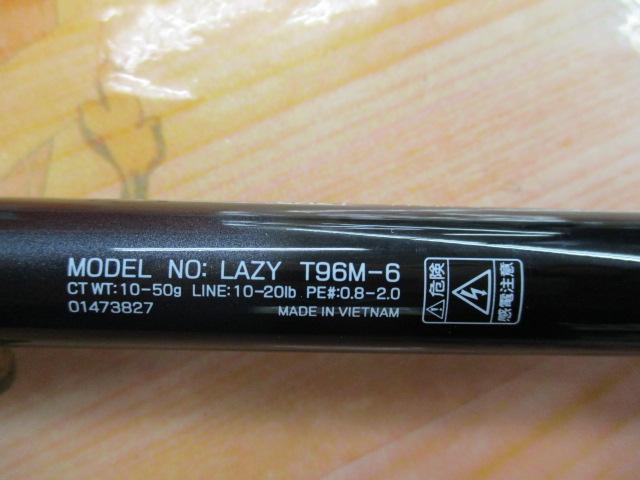 MODEL NO: LAZY T96M-6
CT WT:10-50g LINE:10-20lb PE#:0.8-2.0
01473827 MADE IN VIETNAM
危険
感電注意